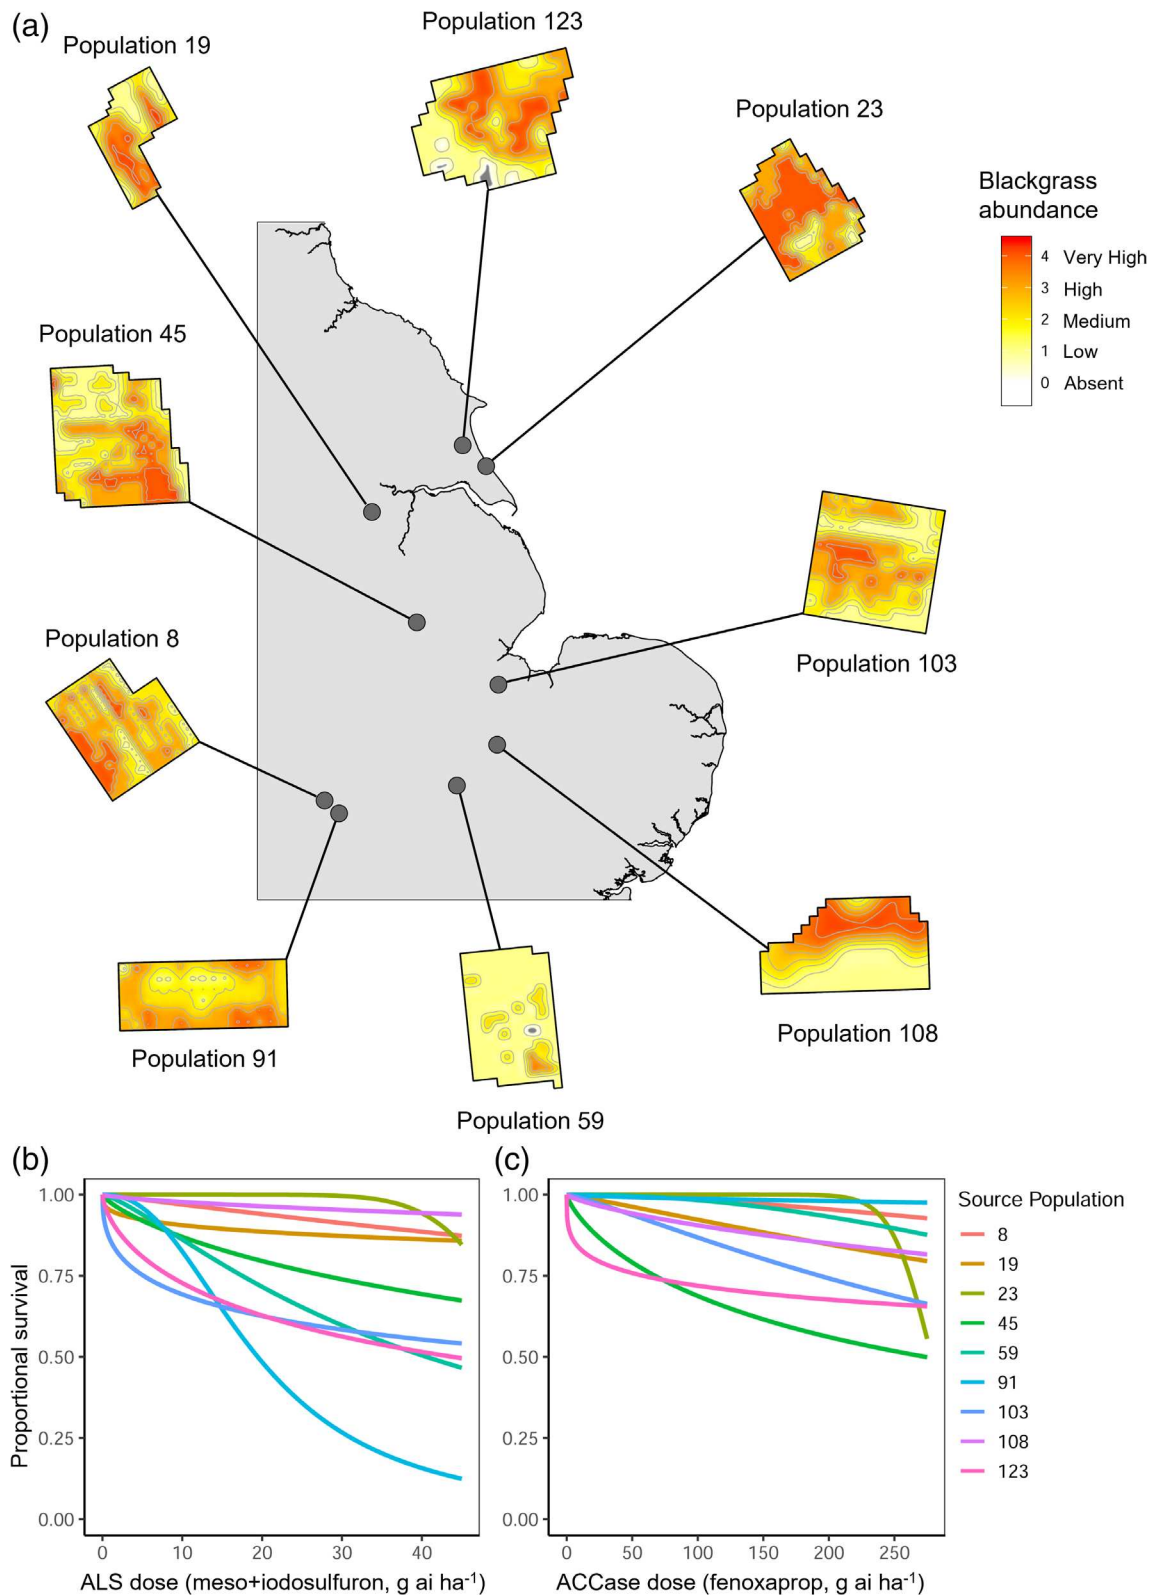 (a)
Population 123
Population 19
Population 23
Blackgrass
abundance
4 Very High
3 High
2 Medium
1 Low
0 Absent
Population 45
Population 8
Population 103
Population 91
Population 108
Population 59
(b)
(c)
1.00
0.75
0.50
0.25
0.00
Proportional survival
0 10 20 30 40
ALS dose (meso+iodosulfuron, g ai ha⁻¹)
1.00
0.75
0.50
0.25
0.00
0 50 100 150 200 250
ACCase dose (fenoxaprop, g ai ha⁻¹)
Source Population
8
19
23
45
59
91
103
108
123